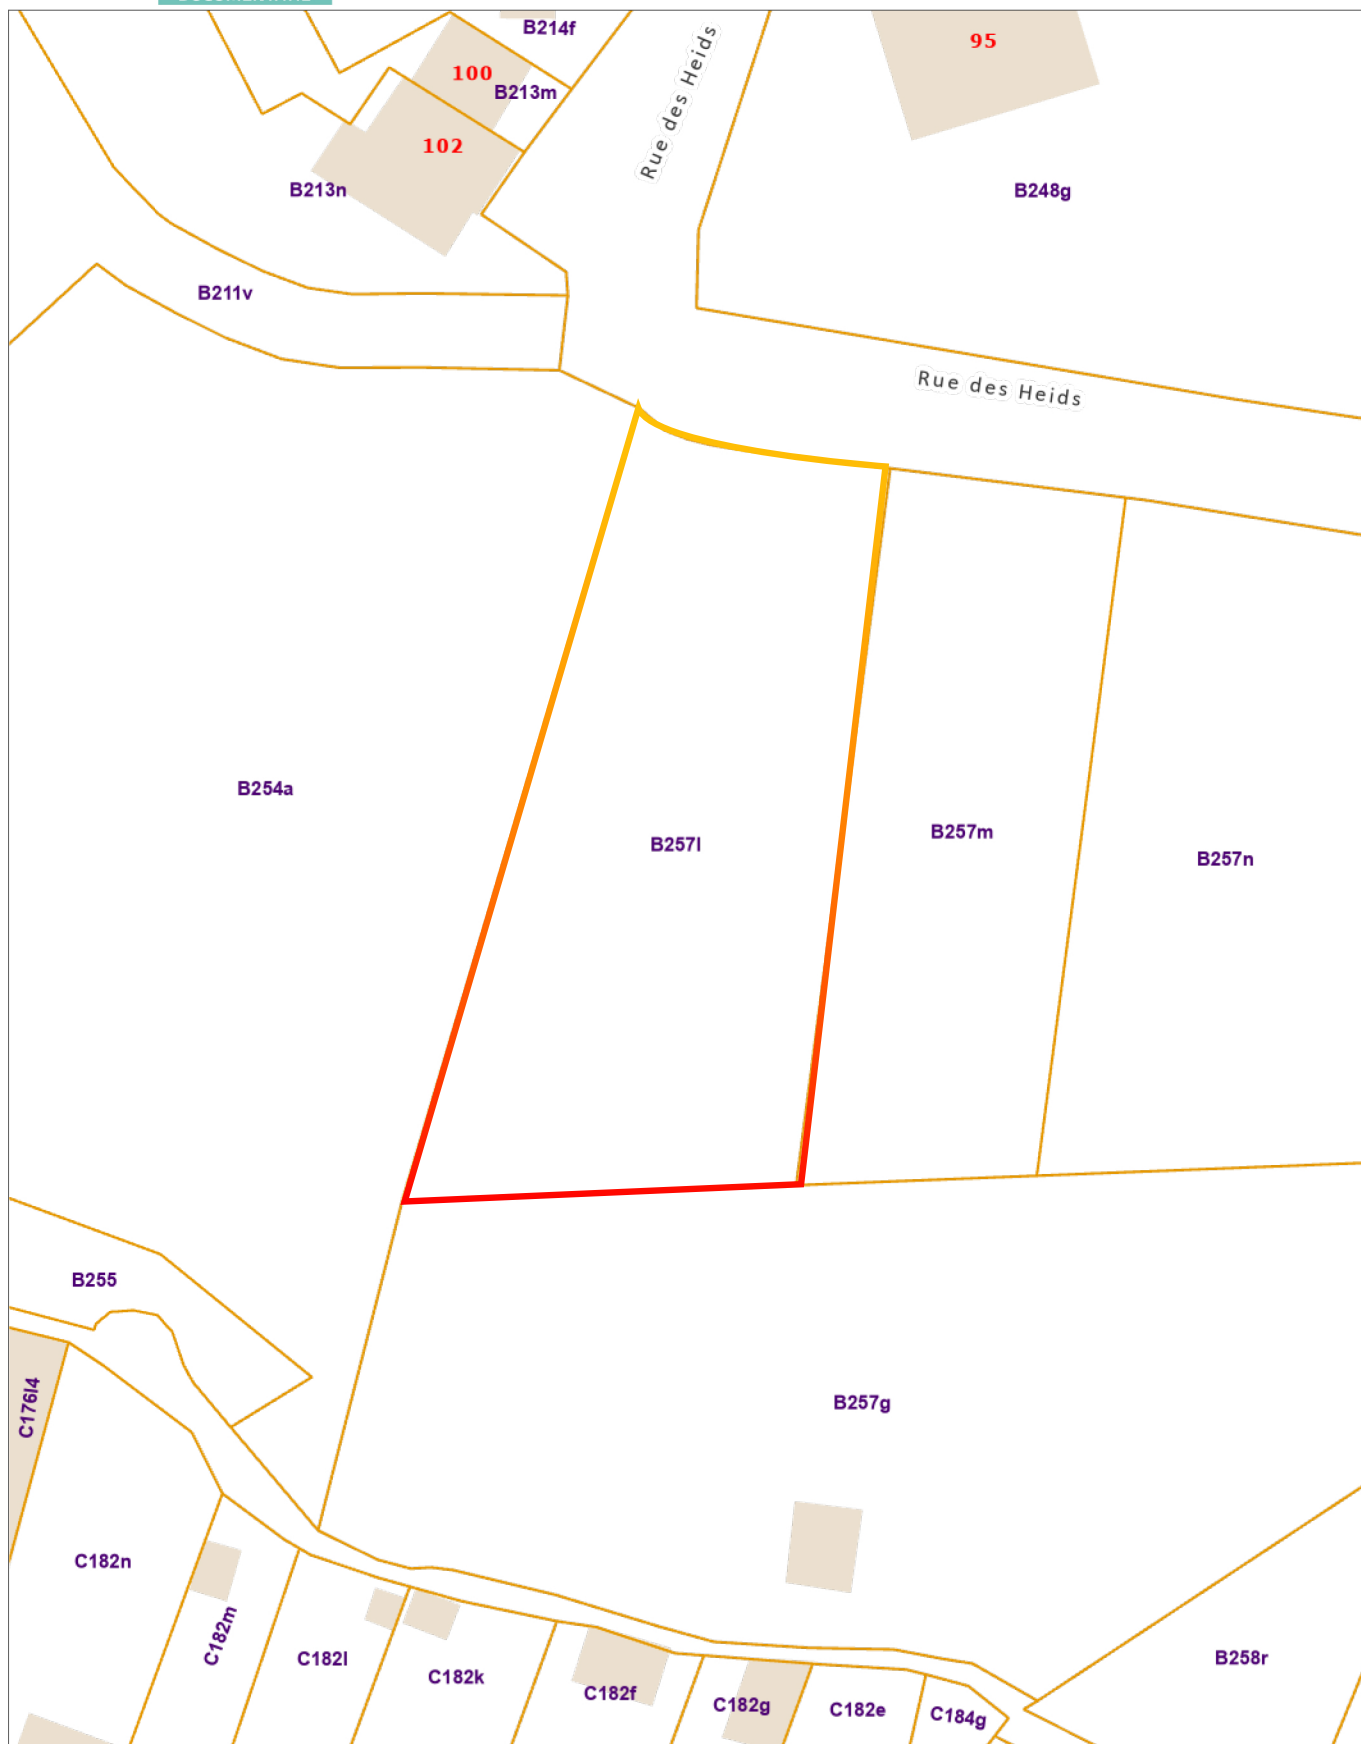 B214f
95
100
B213m
Rue des Heids
102
B213n
B248g
B211v
Rue des Heids
B254a
B257l
B257m
B257n
B255
C176l4
B257g
C182n
C182m
C182l
C182k
C182f
C182g
C182e
C184g
B258r